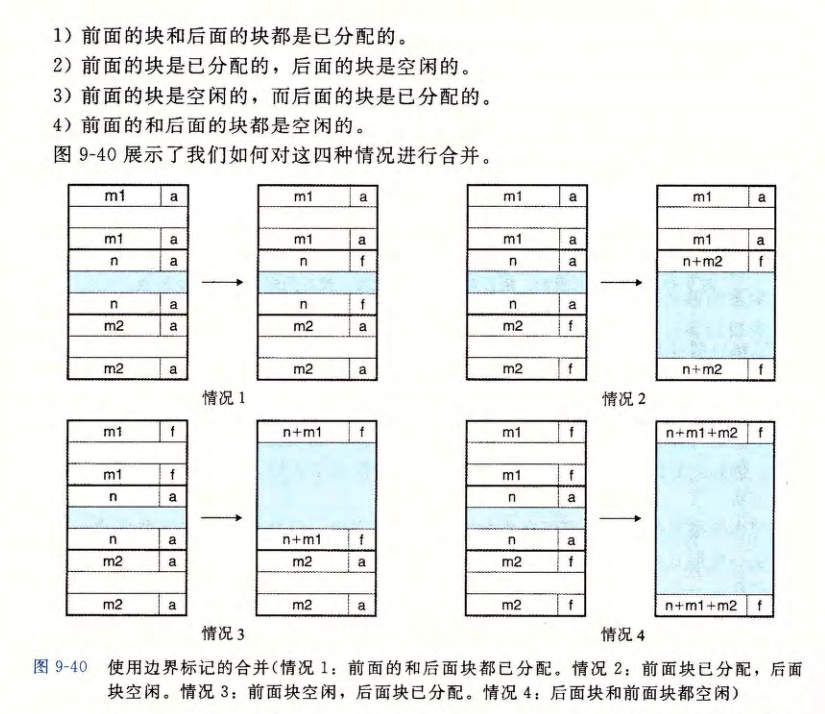 1) 前面的块和后面的块都是已分配的。
2) 前面的块是已分配的，后面的块是空闲的。
3) 前面的块是空闲的，而后面的块是已分配的。
4) 前面的和后面的块都是空闲的。
图 9-40 展示了我们如何对这四种情况进行合并。
m1 a
m1 a
n a
n a
m2 a
m2 a
m1 a
m1 a
n f
n f
m2 a
m2 a
情况 1
m1 a
m1 a
n a
n a
m2 f
m2 f
m1 a
m1 a
n+m2 f
n+m2 f
情况 2
m1 f
m1 f
n a
n a
m2 a
m2 a
n+m1 f
n+m1 f
m2 a
m2 a
情况 3
m1 f
m1 f
n a
n a
m2 f
m2 f
n+m1+m2 f
n+m1+m2 f
情况 4
图 9-40 使用边界标记的合并(情况 1：前面的和后面块都已分配。情况 2：前面块已分配，后面
块空闲。情况 3：前面块空闲，后面块已分配。情况 4：后面块和前面块都空闲)